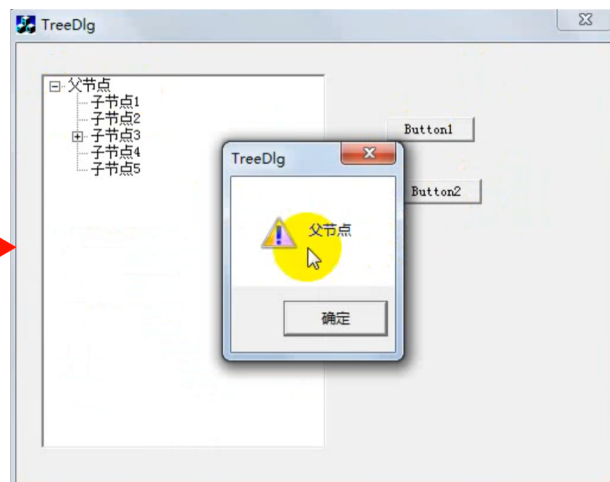 TreeDlg
父节点
子节点1
子节点2
子节点3
子节点4
子节点5
Button1
Button2
TreeDlg
父节点
确定